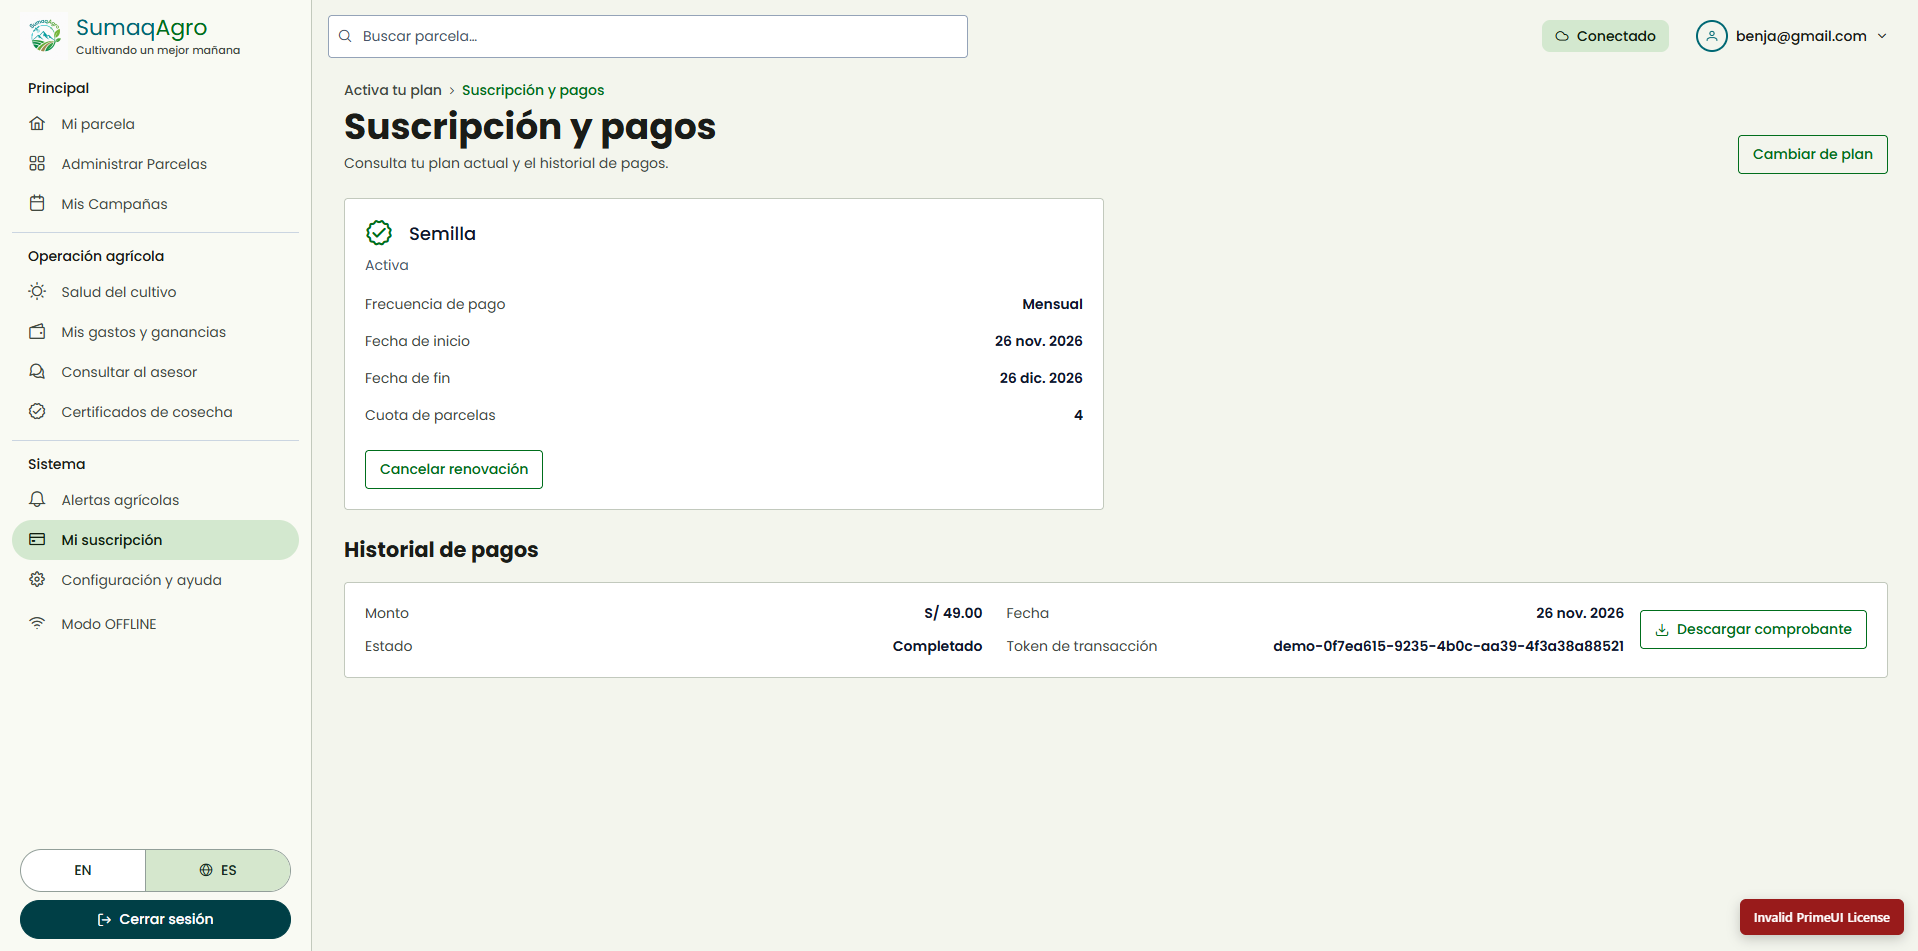 SumaqAgro
Cultivando un mejor mañana
Principal
Mi parcela
Administrar Parcelas
Mis Campañas
Operación agrícola
Salud del cultivo
Mis gastos y ganancias
Consultar al asesor
Certificados de cosecha
Sistema
Alertas agrícolas
Mi suscripción
Configuración y ayuda
Modo OFFLINE
EN
ES
Cerrar sesión
Buscar parcela...
Conectado
benja@gmail.com
Activa tu plan > Suscripción y pagos
Suscripción y pagos
Consulta tu plan actual y el historial de pagos.
Cambiar de plan
Semilla
Activa
Frecuencia de pago Mensual
Fecha de inicio 26 nov. 2026
Fecha de fin 26 dic. 2026
Cuota de parcelas 4
Cancelar renovación
Historial de pagos
Monto S/ 49.00 Fecha 26 nov. 2026
Estado Completado Token de transacción demo-0f7ea615-9235-4b0c-aa39-4f3a38a88521
Descargar comprobante
Invalid PrimeUI License